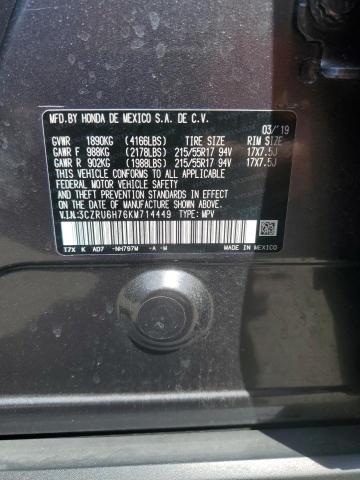 MFD.BY HONDA DE MEXICO S.A. DE C.V.
03/'19
GVWR 1890KG (4166LBS) TIRE SIZE RIM SIZE
GAWR F 988KG (2178LBS) 215/55R17 94V 17X7.5J
GAWR R 902KG (1988LBS) 215/55R17 94V 17X7.5J
THIS VEHICLE CONFORMS TO ALL APPLICABLE
FEDERAL MOTOR VEHICLE SAFETY, BUMPER,
AND THEFT PREVENTION STANDARDS IN EFFECT
ON THE DATE OF MANUFACTURE SHOWN ABOVE.
V.I.N:3CZRU6H76KM714449 TYPE: MPV
T7X K AD7 -NH797M -A -M
MADE IN MEXICO